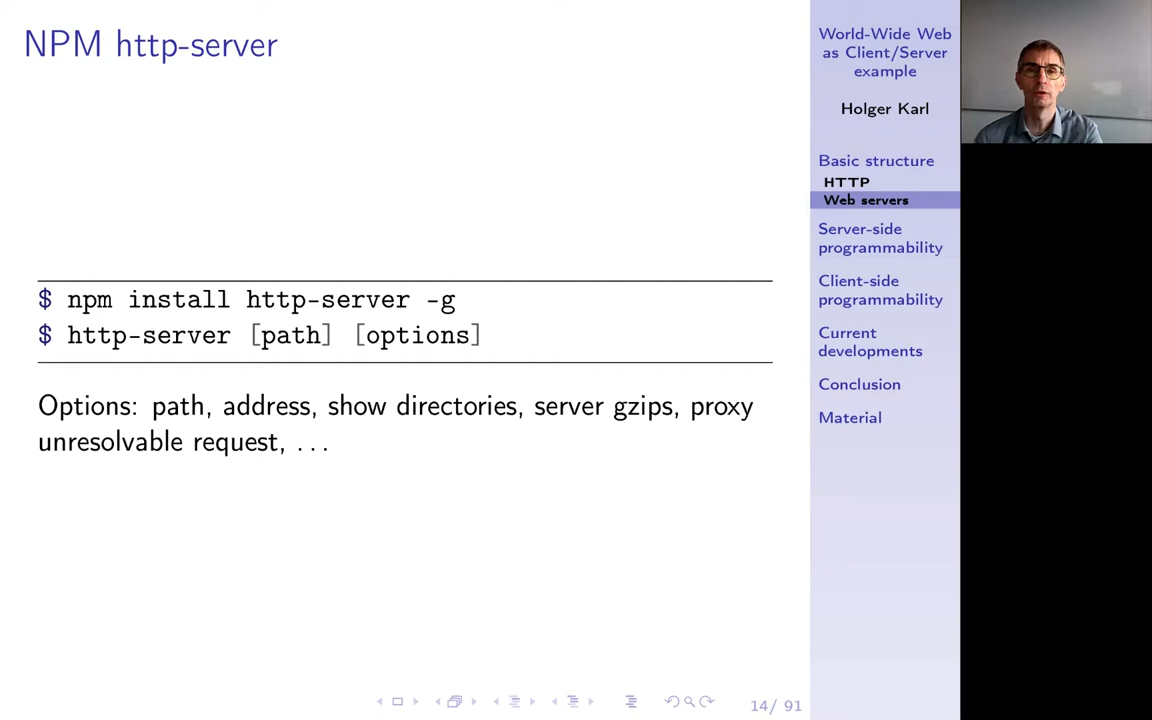 NPM http-server
$ npm install http-server -g
$ http-server [path] [options]
Options: path, address, show directories, server gzips, proxy
unresolvable request, . . .
14/ 91
World-Wide Web
as Client/Server
example
Holger Karl
Basic structure
HTTP
Web servers
Server-side
programmability
Client-side
programmability
Current
developments
Conclusion
Material